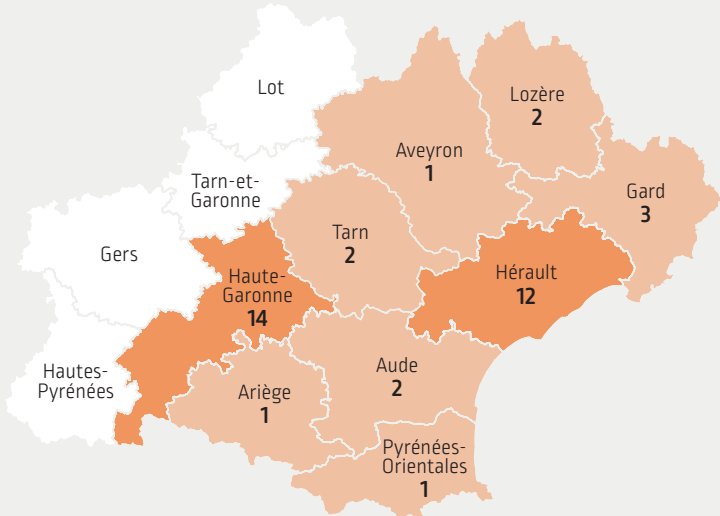 Lot
Lozère
2
Aveyron
1
Tarn-et-
Garonne
Gard
3
Tarn
2
Gers
Haute-
Garonne
14
Hérault
12
Hautes-
Pyrénées
Aude
2
Ariège
1
Pyrénées-
Orientales
1